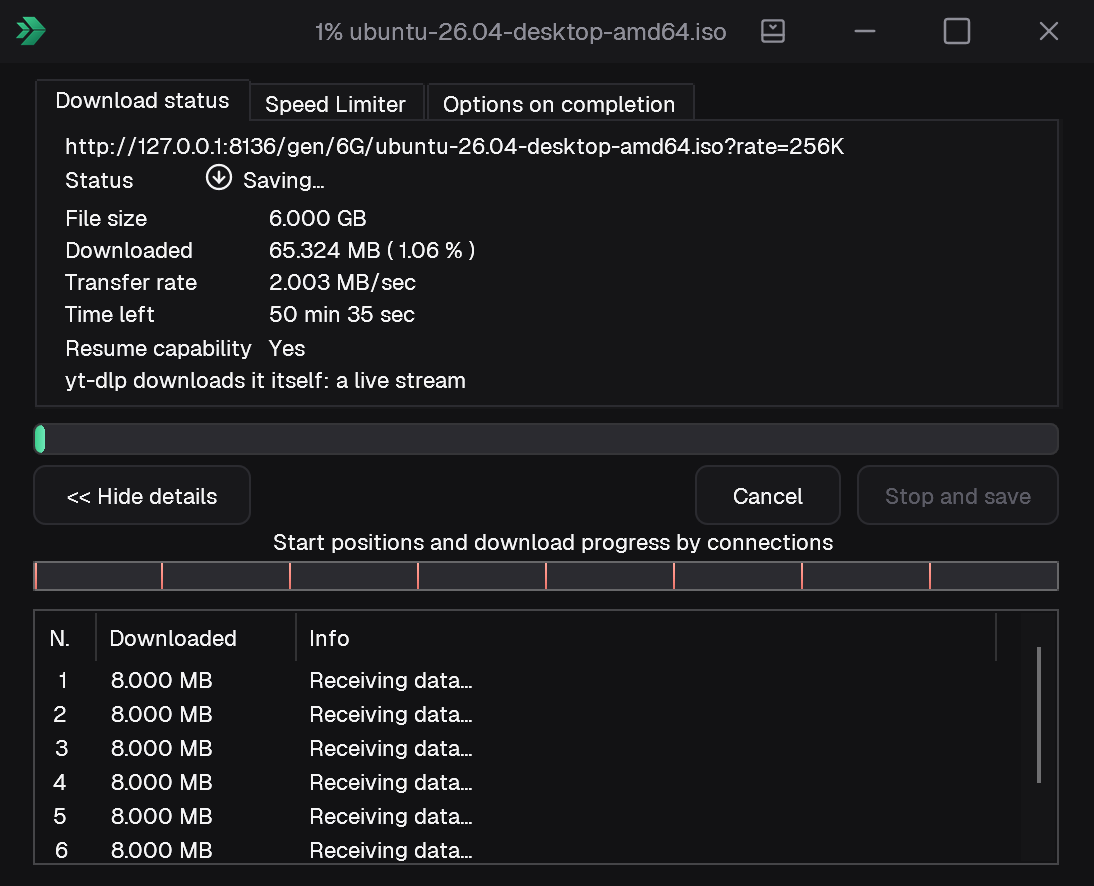 1% ubuntu-26.04-desktop-amd64.iso
Download status
Speed Limiter
Options on completion
http://127.0.0.1:8136/gen/6G/ubuntu-26.04-desktop-amd64.iso?rate=256K
Status Saving...
File size 6.000 GB
Downloaded 65.324 MB ( 1.06 % )
Transfer rate 2.003 MB/sec
Time left 50 min 35 sec
Resume capability Yes
yt-dlp downloads it itself: a live stream
<< Hide details
Cancel
Stop and save
Start positions and download progress by connections
N. Downloaded Info
1 8.000 MB Receiving data...
2 8.000 MB Receiving data...
3 8.000 MB Receiving data...
4 8.000 MB Receiving data...
5 8.000 MB Receiving data...
6 8.000 MB Receiving data...